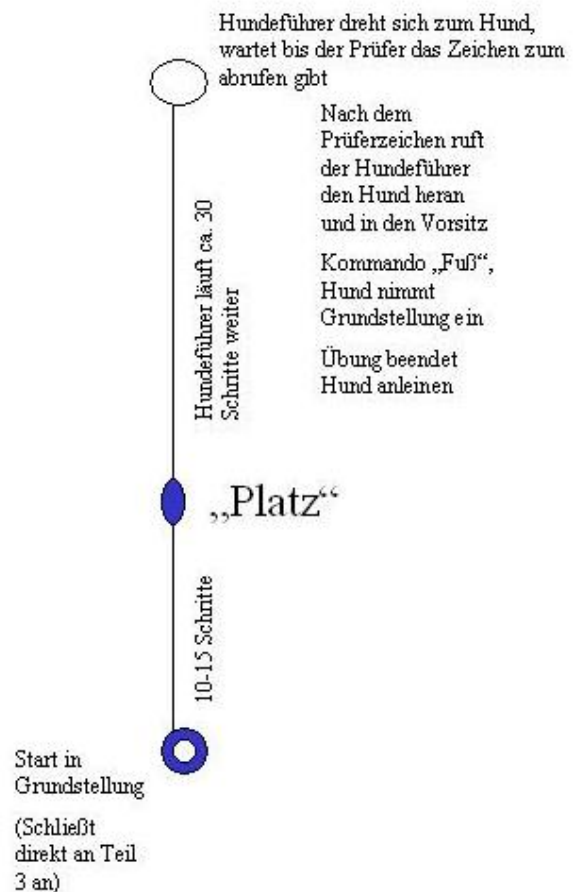 Hundeführer dreht sich zum Hund,
wartet bis der Prüfer das Zeichen zum
abrufen gibt
Nach dem
Prüferzeichen ruft
der Hundeführer
den Hund heran
und in den Vorsitz
Kommando „Fuß“,
Hund nimmt
Grundstellung ein
Übung beendet
Hund anleinen
Hundeführer läuft ca. 30
Schritte weiter
„Platz“
10-15 Schritte
Start in
Grundstellung
(Schließt
direkt an Teil
3 an)